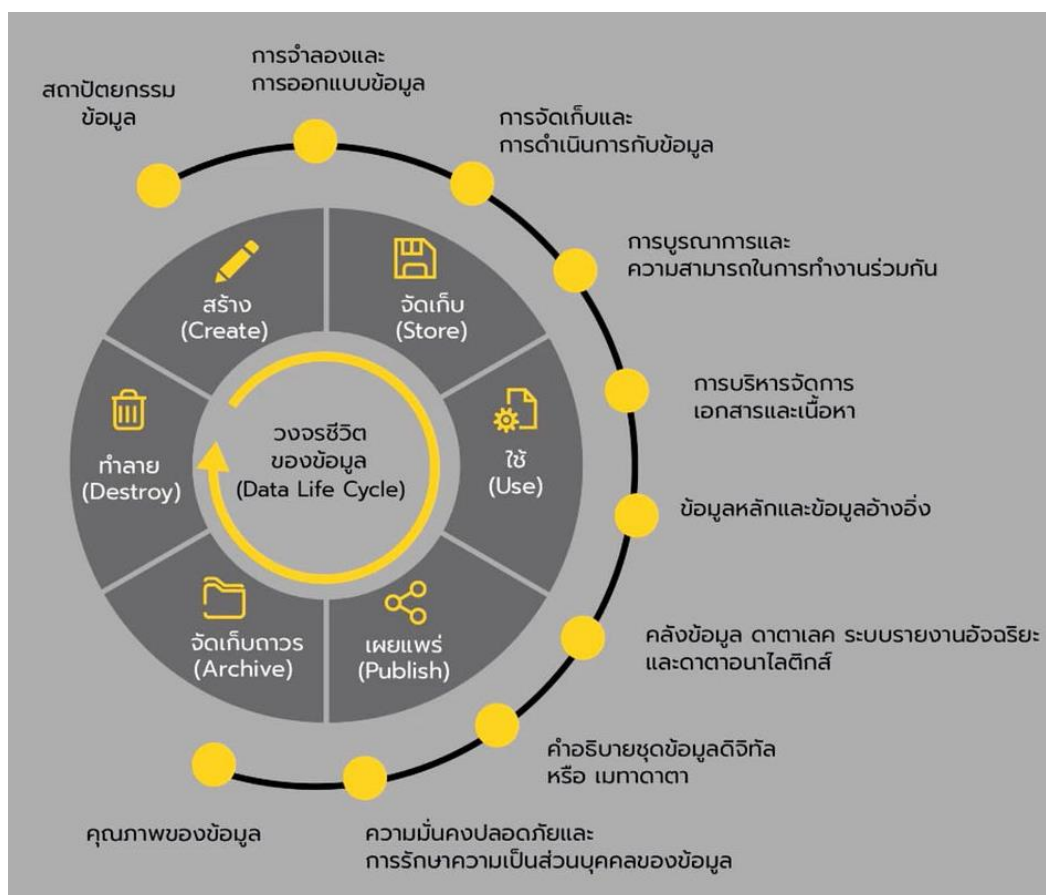 สถาปัตยกรรม
ข้อมูล
การจำลองและ
การออกแบบข้อมูล
การจัดเก็บและ
การดำเนินการกับข้อมูล
การบูรณาการและ
ความสามารถในการทำงานร่วมกัน
การบริหารจัดการ
เอกสารและเนื้อหา
ข้อมูลหลักและข้อมูลอ้างอิ่ง
คลังข้อมูล ดาตาเลค ระบบรายงานอัจฉริยะ
และดาตาอนาไลติกส์
คำอธิบายชุดข้อมูลดิจิทัล
หรือ เมทาดาตา
ความมั่นคงปลอดภัยและ
การรักษาความเป็นส่วนบุคคลของข้อมูล
คุณภาพของข้อมูล
สร้าง
(Create)
จัดเก็บ
(Store)
ใช้
(Use)
เผยแพร่
(Publish)
จัดเก็บถาวร
(Archive)
ทำลาย
(Destroy)
วงจรชีวิต
ของข้อมูล
(Data Life Cycle)